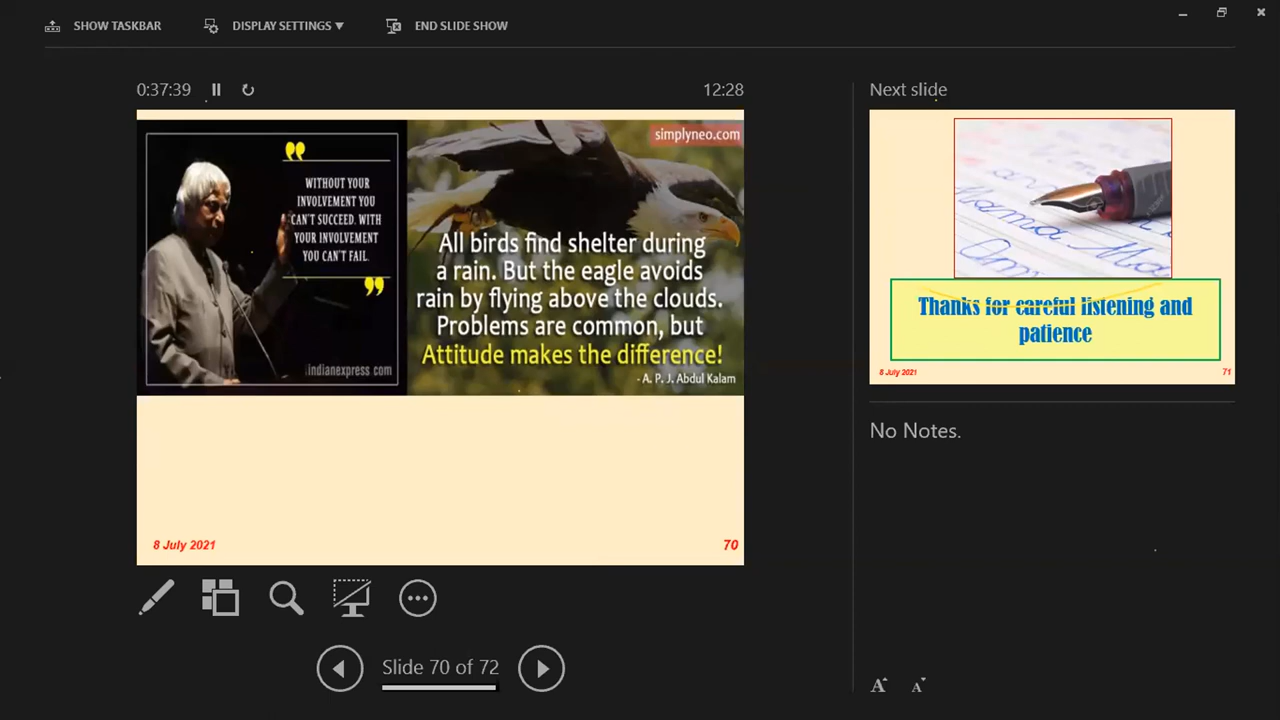 SHOW TASKBAR
DISPLAY SETTINGS ▼
END SLIDE SHOW
0:37:39
12:28
Next slide
WITHOUT YOUR
INVOLVEMENT YOU
CAN'T SUCCEED. WITH
YOUR INVOLVEMENT
YOU CAN'T FAIL.
indianexpress.com
simplyneo.com
All birds find shelter during
a rain. But the eagle avoids
rain by flying above the clouds.
Problems are common, but
Attitude makes the difference!
- A. P. J. Abdul Kalam
8 July 2021
70
Thanks for careful listening and
patience
8 July 2021
71
No Notes.
Slide 70 of 72
A
A